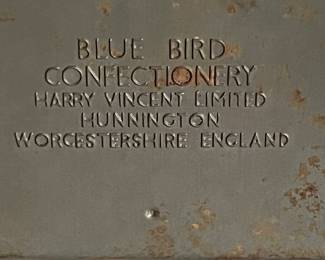 BLUE BIRD
CONFECTIONERY
HARRY VINCENT LIMITED
HUNNINGTON
WORCESTERSHIRE ENGLAND